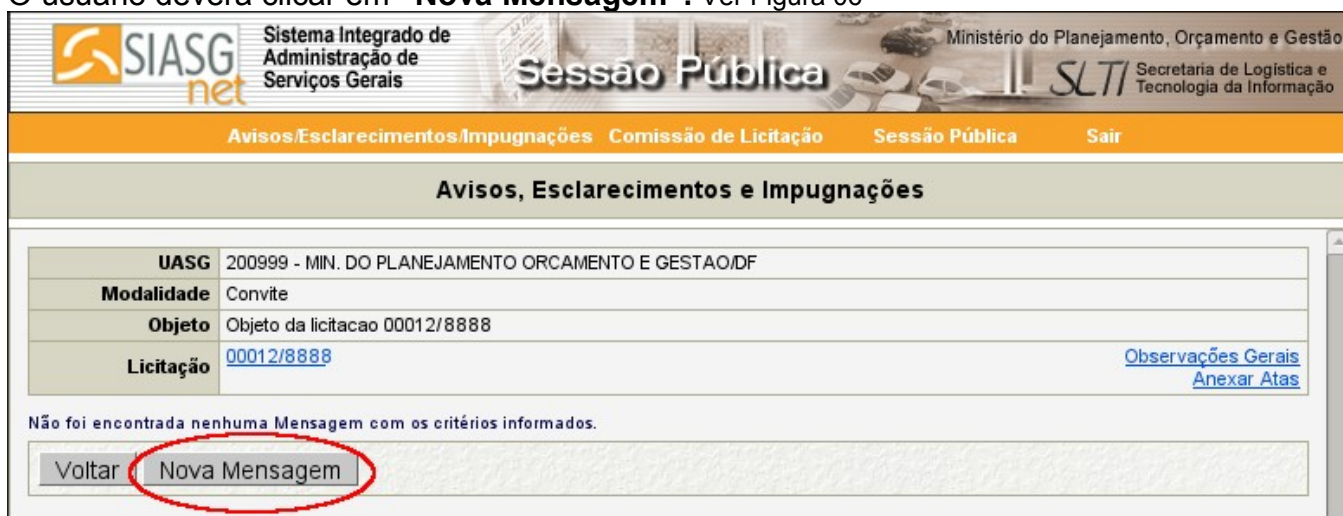 O usuário deverá clicar em "Nova Mensagem". Ver Figura
SIASG
net
Sistema Integrado de
Administração de
Serviços Gerais
Sessão Pública
Ministério do Planejamento, Orçamento e Gestão
SLTI Secretaria de Logística e
Tecnologia da Informação
Avisos/Esclarecimentos/Impugnações Comissão de Licitação Sessão Pública Sair
Avisos, Esclarecimentos e Impugnações
UASG 200999 - MIN. DO PLANEJAMENTO ORCAMENTO E GESTAO/DF
Modalidade Convite
Objeto Objeto da licitacao 00012/8888
Licitação 00012/8888 Observações Gerais
Anexar Atas
Não foi encontrada nenhuma Mensagem com os critérios informados.
Voltar Nova Mensagem